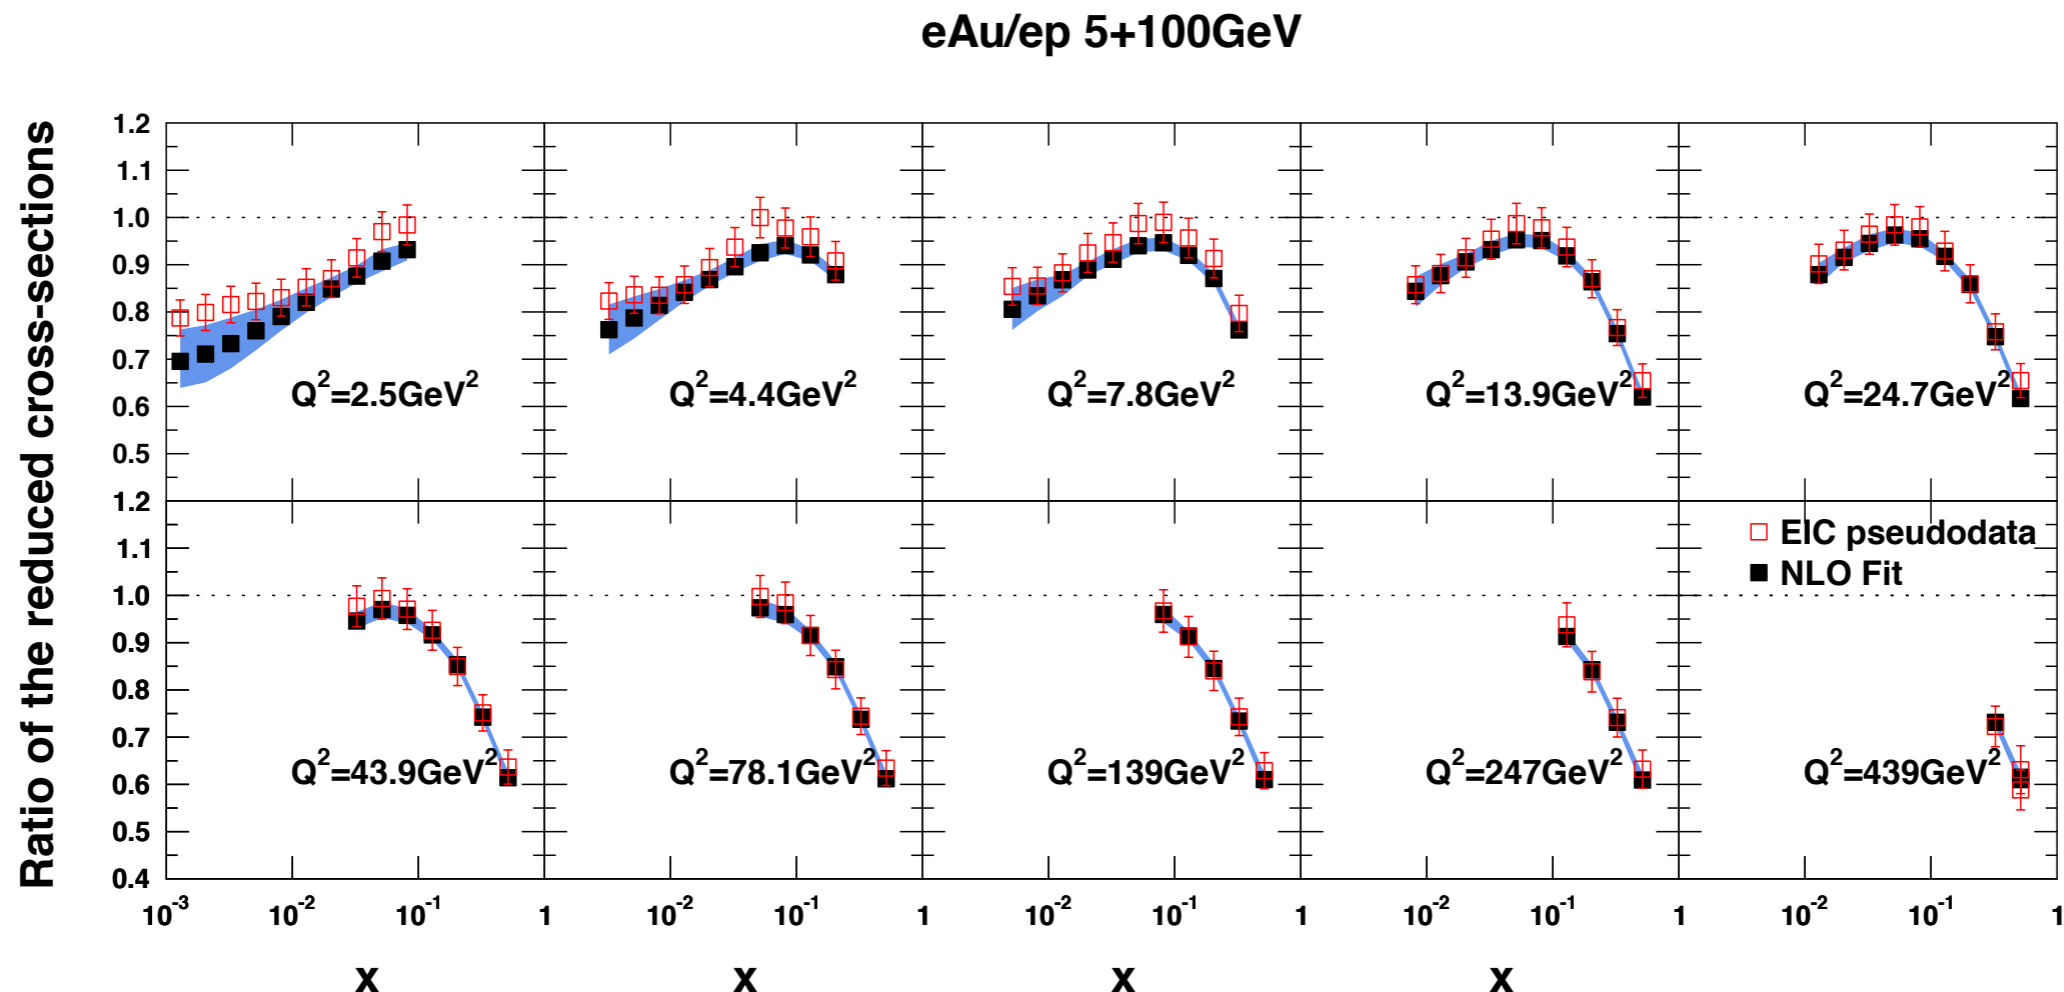 eAu/ep 5+100GeV
Ratio of the reduced cross-sections
1.2
1.1
1.0
0.9
0.8
0.7
0.6
0.5
Q²=2.5GeV² Q²=4.4GeV² Q²=7.8GeV² Q²=13.9GeV² Q²=24.7GeV²
1.2
1.1
1.0
0.9
0.8
0.7
0.6
0.5
0.4
EIC pseudodata
NLO Fit
Q²=43.9GeV² Q²=78.1GeV² Q²=139GeV² Q²=247GeV² Q²=439GeV²
10⁻³ 10⁻² 10⁻¹ 1 10⁻² 10⁻¹ 1 10⁻² 10⁻¹ 1 10⁻² 10⁻¹ 1 10⁻² 10⁻¹ 1
x x x x